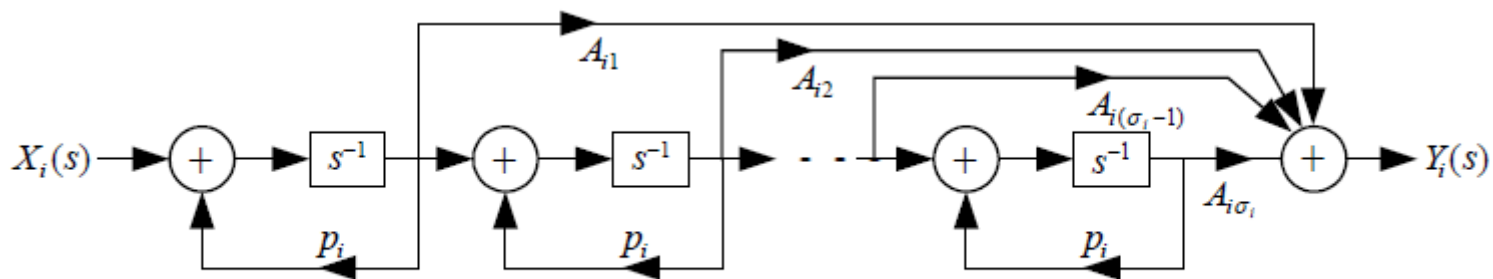 A_{i1}
A_{i2}
A_{i(σ_i−1)}
X_i(s) + s^{-1} + s^{-1} + s^{-1} + Y_i(s)
A_{iσ_i}
p_i p_i p_i